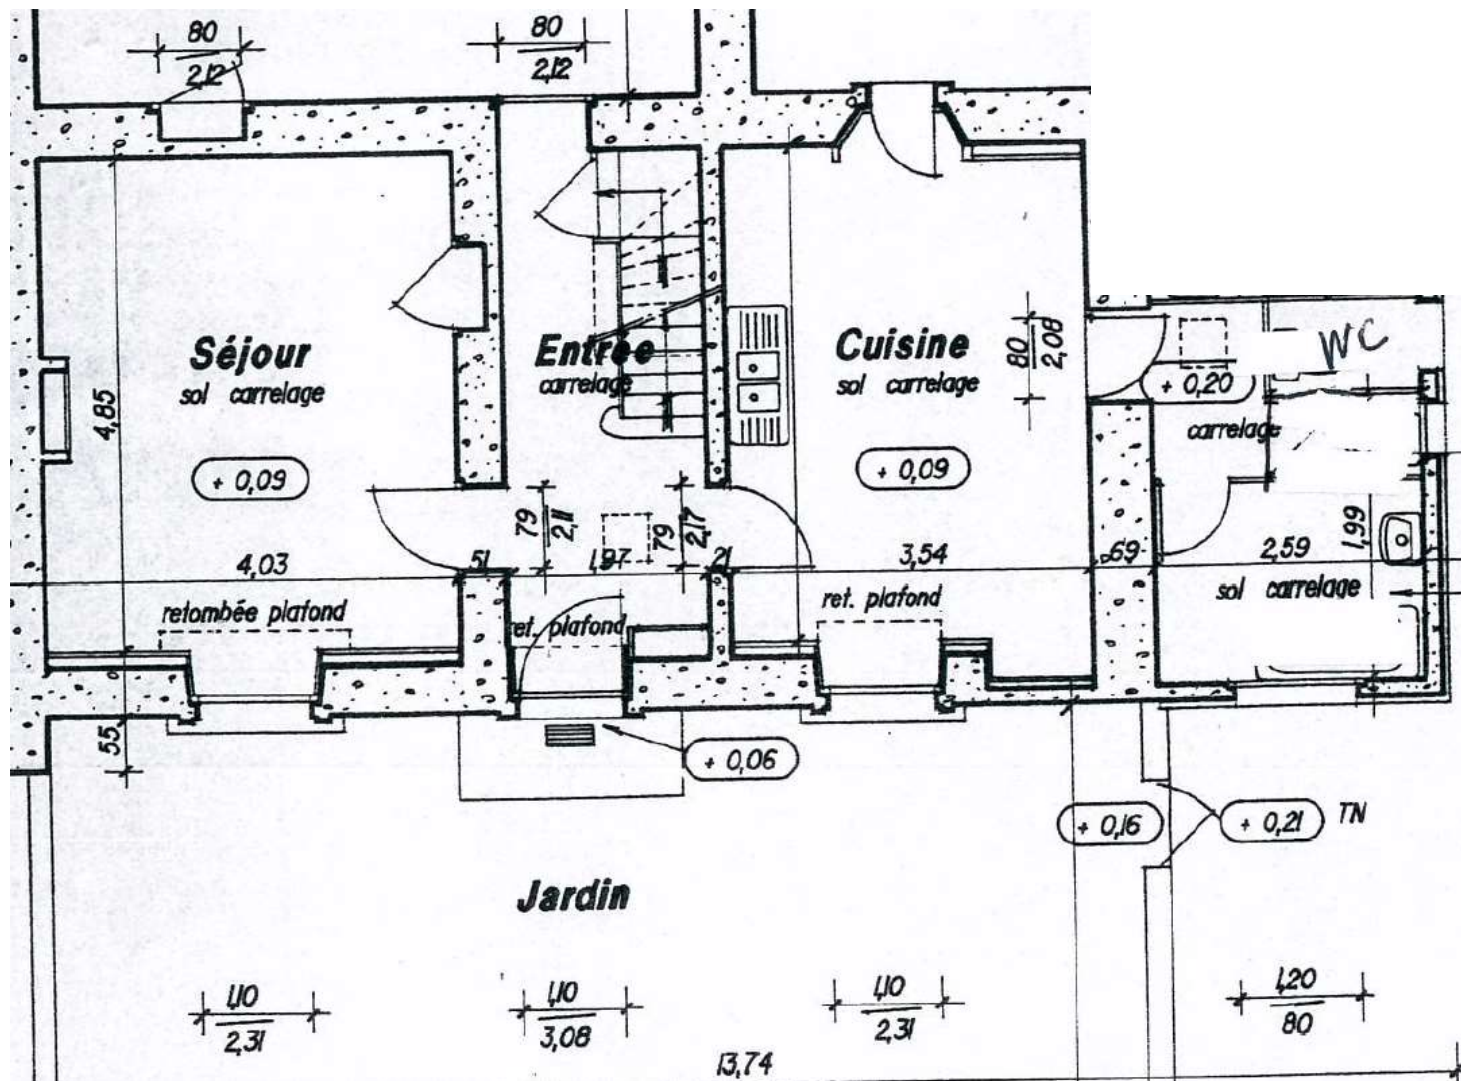 80
2,12
80
2,12
Séjour
sol carrelage
Entrée
carrelage
Cuisine
sol carrelage
80
2,08
WC
+ 0,20
carrelage
4,85
+ 0,09
+ 0,09
79
2,11
79
2,17
1,99
4,03
51
1,97
21
3,54
69
2,59
sol carrelage
retombée plafond
ret. plafond
ret. plafond
55
+ 0,06
+ 0,16
+ 0,21
TN
Jardin
1,10
2,31
1,10
3,08
1,10
2,31
1,20
80
13,74